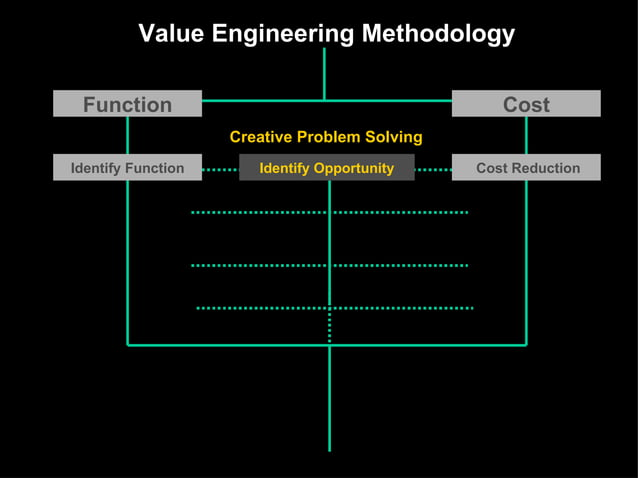 Value Engineering Methodology
Function
Cost
Creative Problem Solving
Identify Function
Identify Opportunity
Cost Reduction